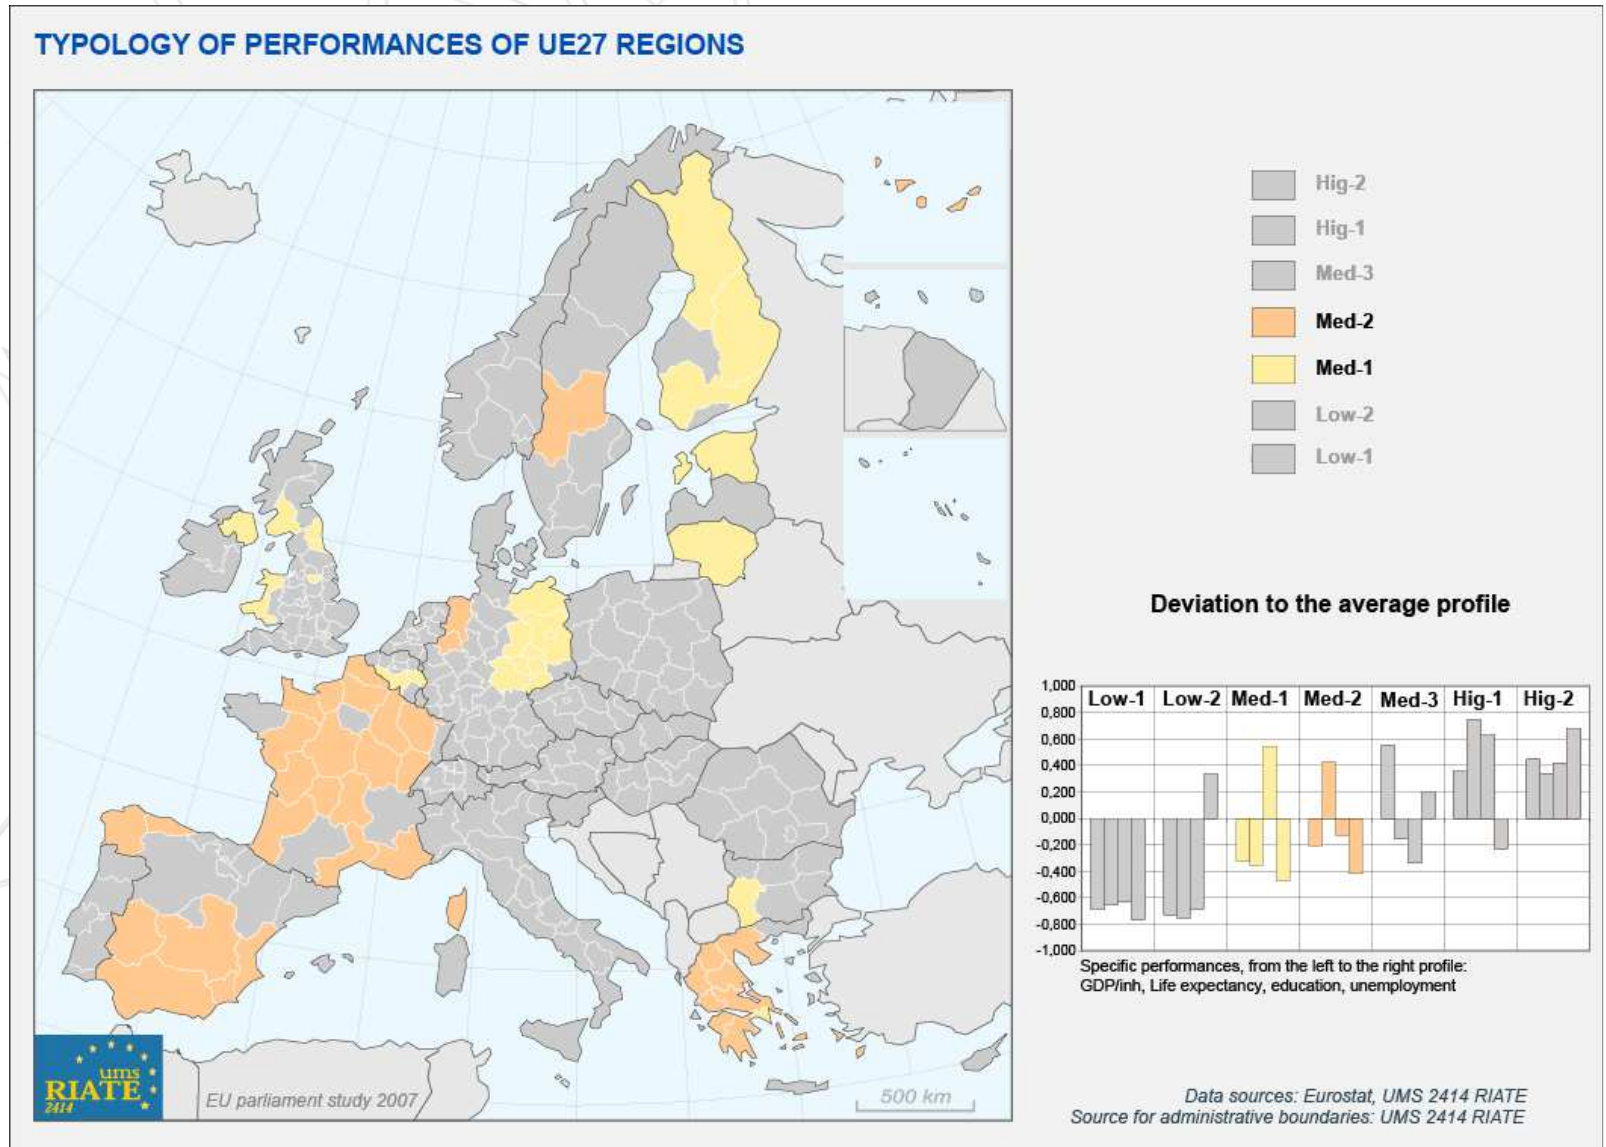 TYPOLOGY OF PERFORMANCES OF UE27 REGIONS
Hig-2
Hig-1
Med-3
Med-2
Med-1
Low-2
Low-1
Deviation to the average profile
1,000
0,800
0,600
0,400
0,200
0,000
-0,200
-0,400
-0,600
-0,800
-1,000
Low-1 Low-2 Med-1 Med-2 Med-3 Hig-1 Hig-2
Specific performances, from the left to the right profile:
GDP/inh, Life expectancy, education, unemployment
ums
RIATE
2414
EU parliament study 2007
500 km
Data sources: Eurostat, UMS 2414 RIATE
Source for administrative boundaries: UMS 2414 RIATE